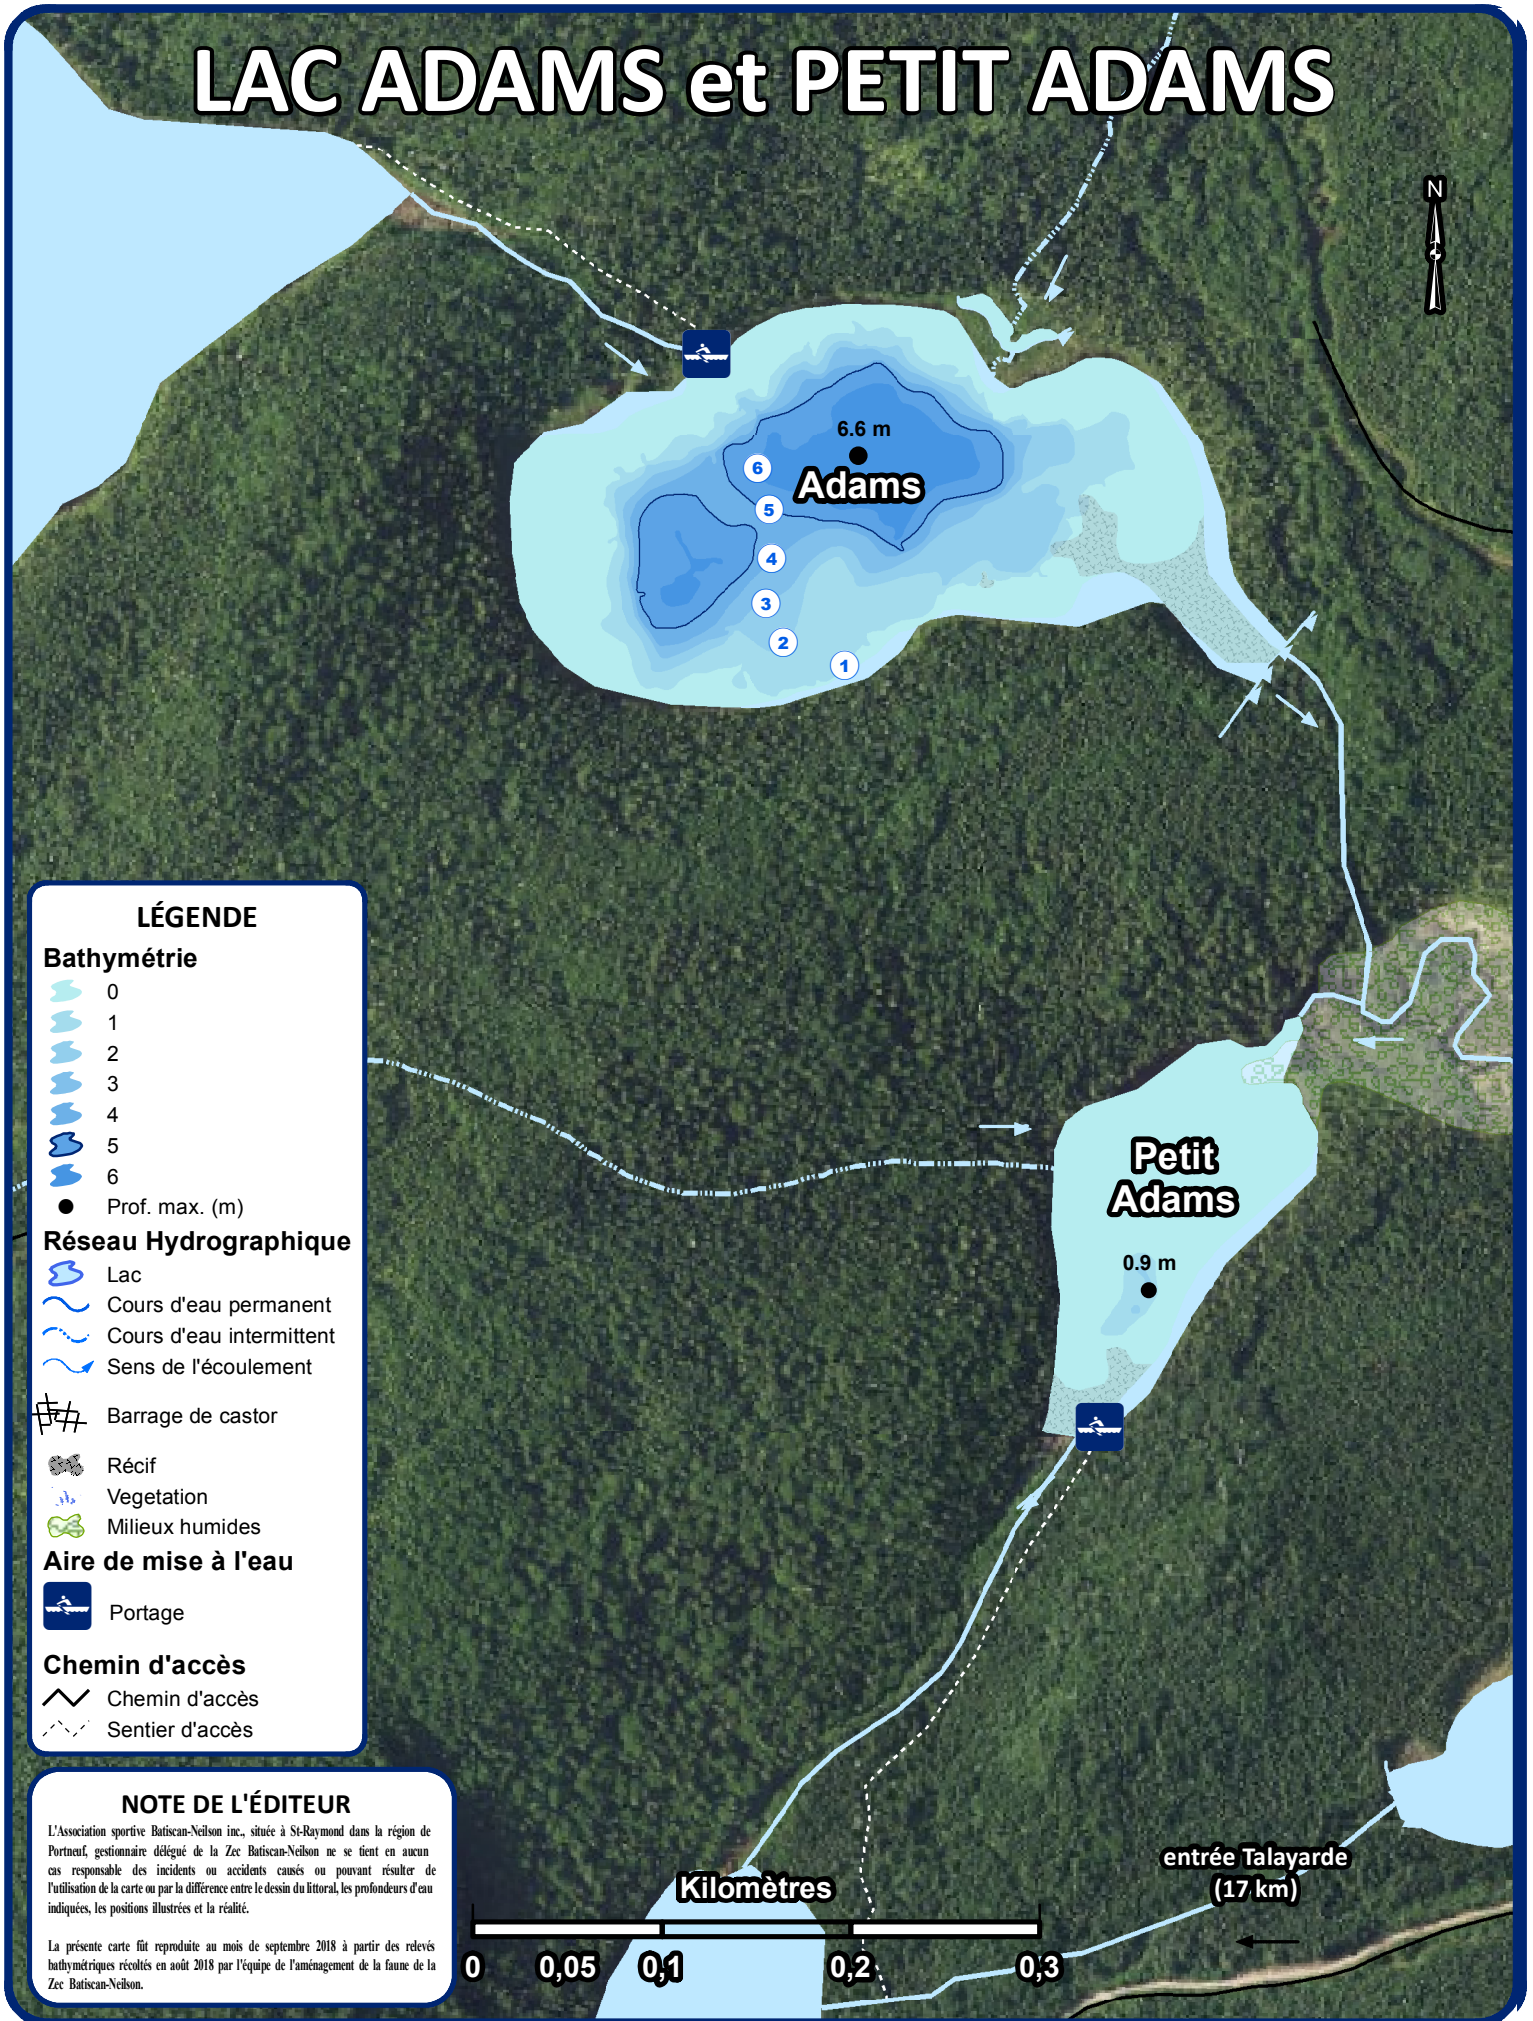 LAC ADAMS et PETIT ADAMS
N
6.6 m
Adams
6
5
4
3
2
1
LÉGENDE
Bathymétrie
0
1
2
3
4
5
6
Prof. max. (m)
Réseau Hydrographique
Lac
Cours d'eau permanent
Cours d'eau intermittent
Sens de l'écoulement
Barrage de castor
Récif
Vegetation
Milieux humides
Aire de mise à l'eau
Portage
Chemin d'accès
Chemin d'accès
Sentier d'accès
Petit
Adams
0.9 m
NOTE DE L'ÉDITEUR
L'Association sportive Batiscan-Neilson inc., située à St-Raymond dans la région de
Portneuf, gestionnaire délégué de la Zec Batiscan-Neilson ne se tient en aucun
cas responsable des incidents ou accidents causés ou pouvant résulter de
l'utilisation de la carte ou par la différence entre le dessin du littoral, les profondeurs d'eau
indiquées, les positions illustrées et la réalité.
La présente carte fût reproduite au mois de septembre 2018 à partir des relevés
bathymétriques récoltés en août 2018 par l'équipe de l'aménagement de la faune de la
Zec Batiscan-Neilson.
Kilomètres
0 0,05 0,1 0,2 0,3
entrée Talayarde
(17 km)